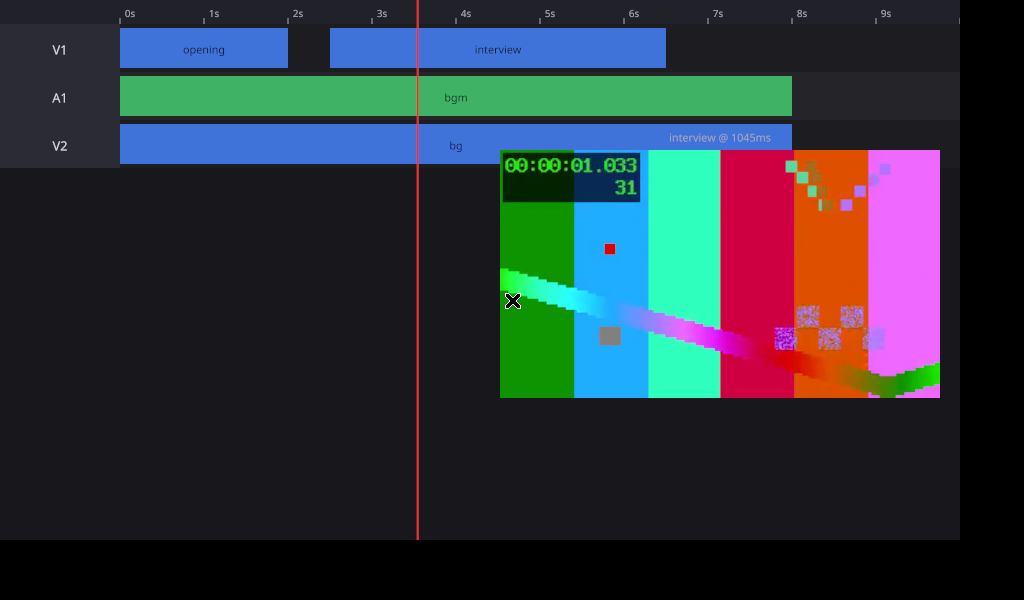 0s 1s 2s 3s 4s 5s 6s 7s 8s 9s
V1 opening interview
A1 bgm
V2 bg
interview @ 1045ms
00:00:01.033
31